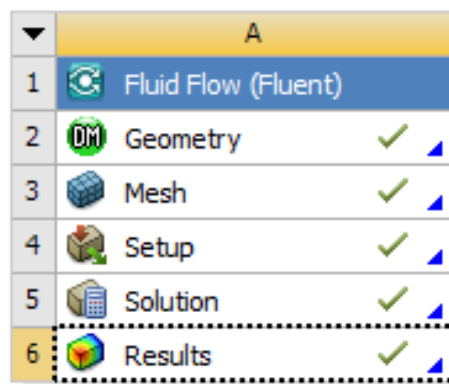 A
1 Fluid Flow (Fluent)
2 DM Geometry
3 Mesh
4 Setup
5 Solution
6 Results